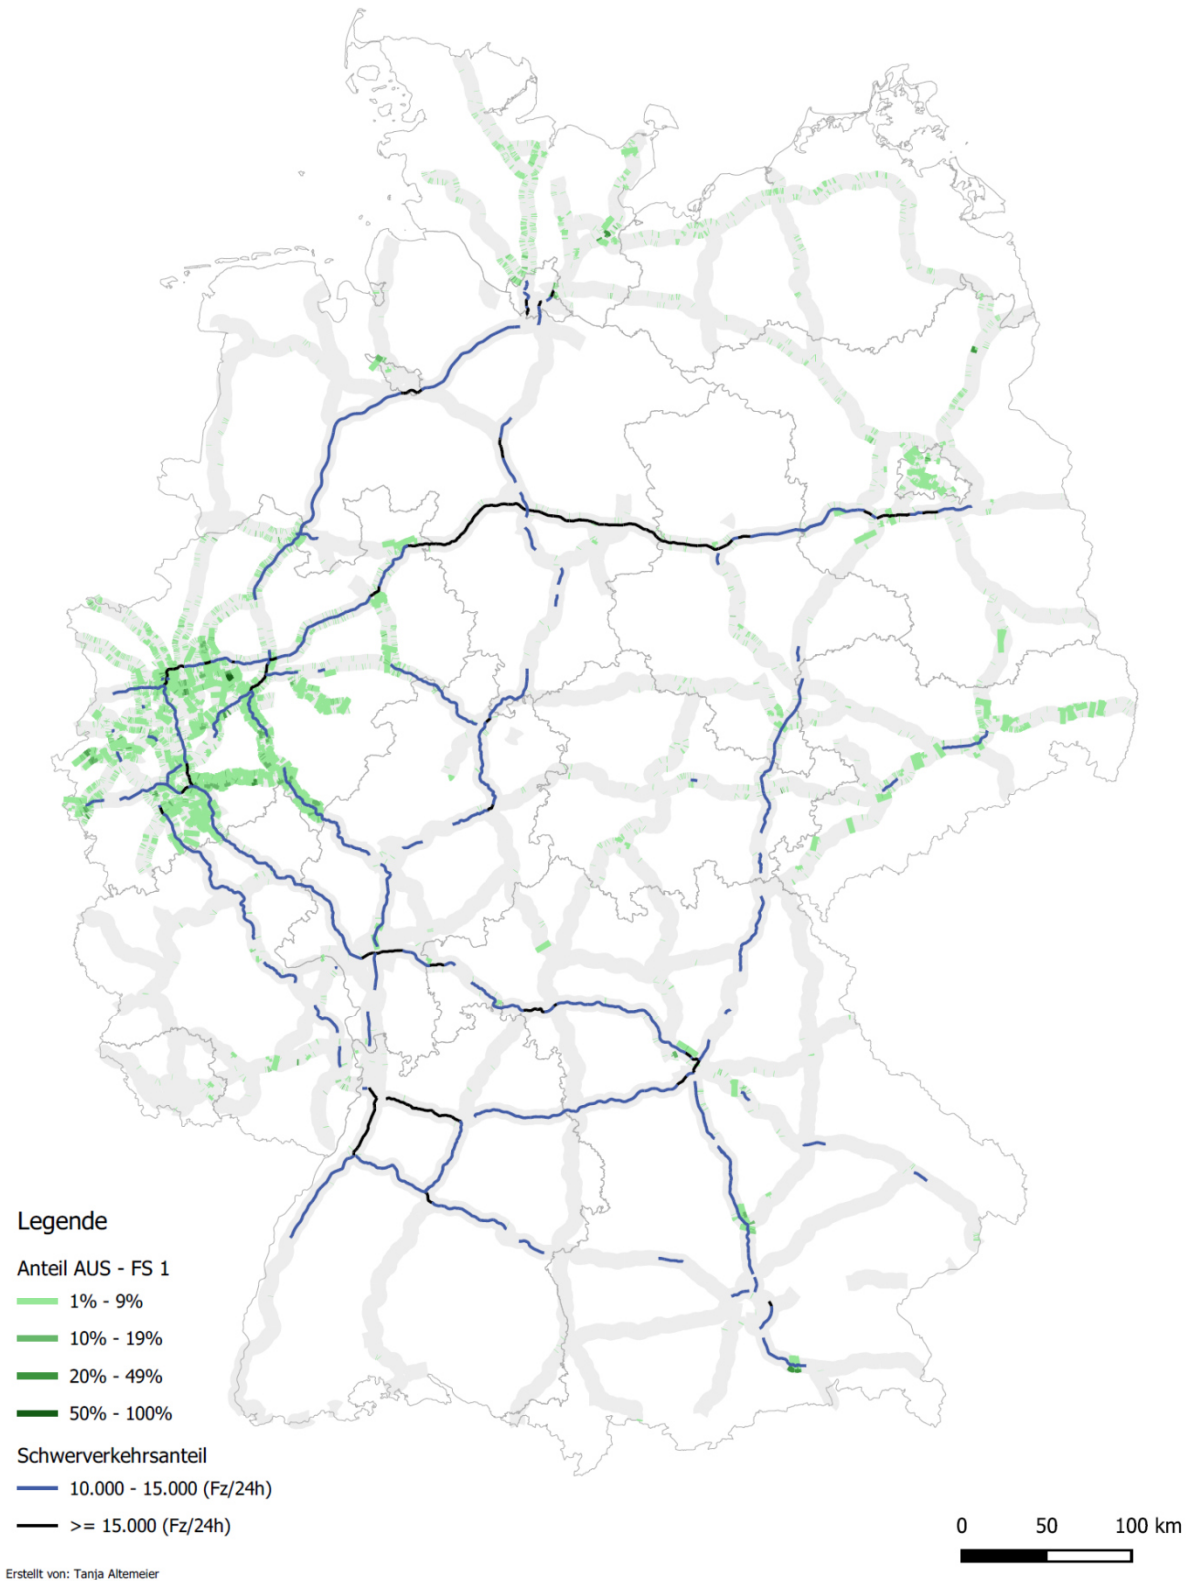 Legende
Anteil AUS - FS 1
1% - 9%
10% - 19%
20% - 49%
50% - 100%
Schwerverkehrsanteil
10.000 - 15.000 (Fz/24h)
>= 15.000 (Fz/24h)
0 50 100 km
Erstellt von: Tanja Altemeier